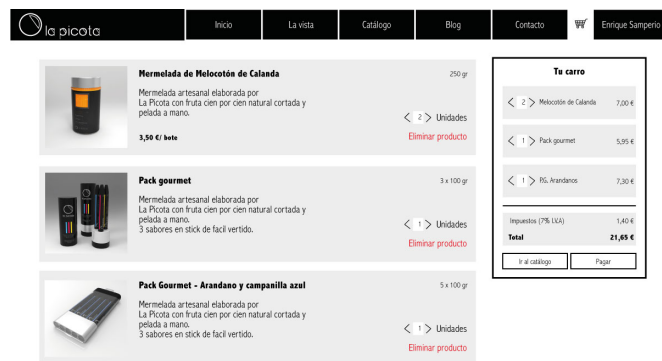 la picota
Inicio
La vista
Catálogo
Blog
Contacto
Enrique Samperio
Mermelada de Melocotón de Calanda
250 gr
Mermelada artesanal elaborada por
La Picota con fruta cien por cien natural cortada y
pelada a mano.
< 2 > Unidades
3,50 €/ bote
Eliminar producto
Pack gourmet
3 x 100 gr
Mermelada artesanal elaborada por
La Picota con fruta cien por cien natural cortada y
pelada a mano.
3 sabores en stick de facil vertido.
< 1 > Unidades
Eliminar producto
Pack Gourmet - Arandano y campanilla azul
5 x 100 gr
Mermelada artesanal elaborada por
La Picota con fruta cien por cien natural cortada y
pelada a mano.
3 sabores en stick de facil vertido.
< 1 > Unidades
Eliminar producto
Tu carro
< 2 > Melocotón de Calanda 7,00 €
< 1 > Pack gourmet 5,95 €
< 1 > P.G. Arandanos 7,30 €
Impuestos (7% I.V.A) 1,40 €
Total 21,65 €
Ir al catálogo
Pagar